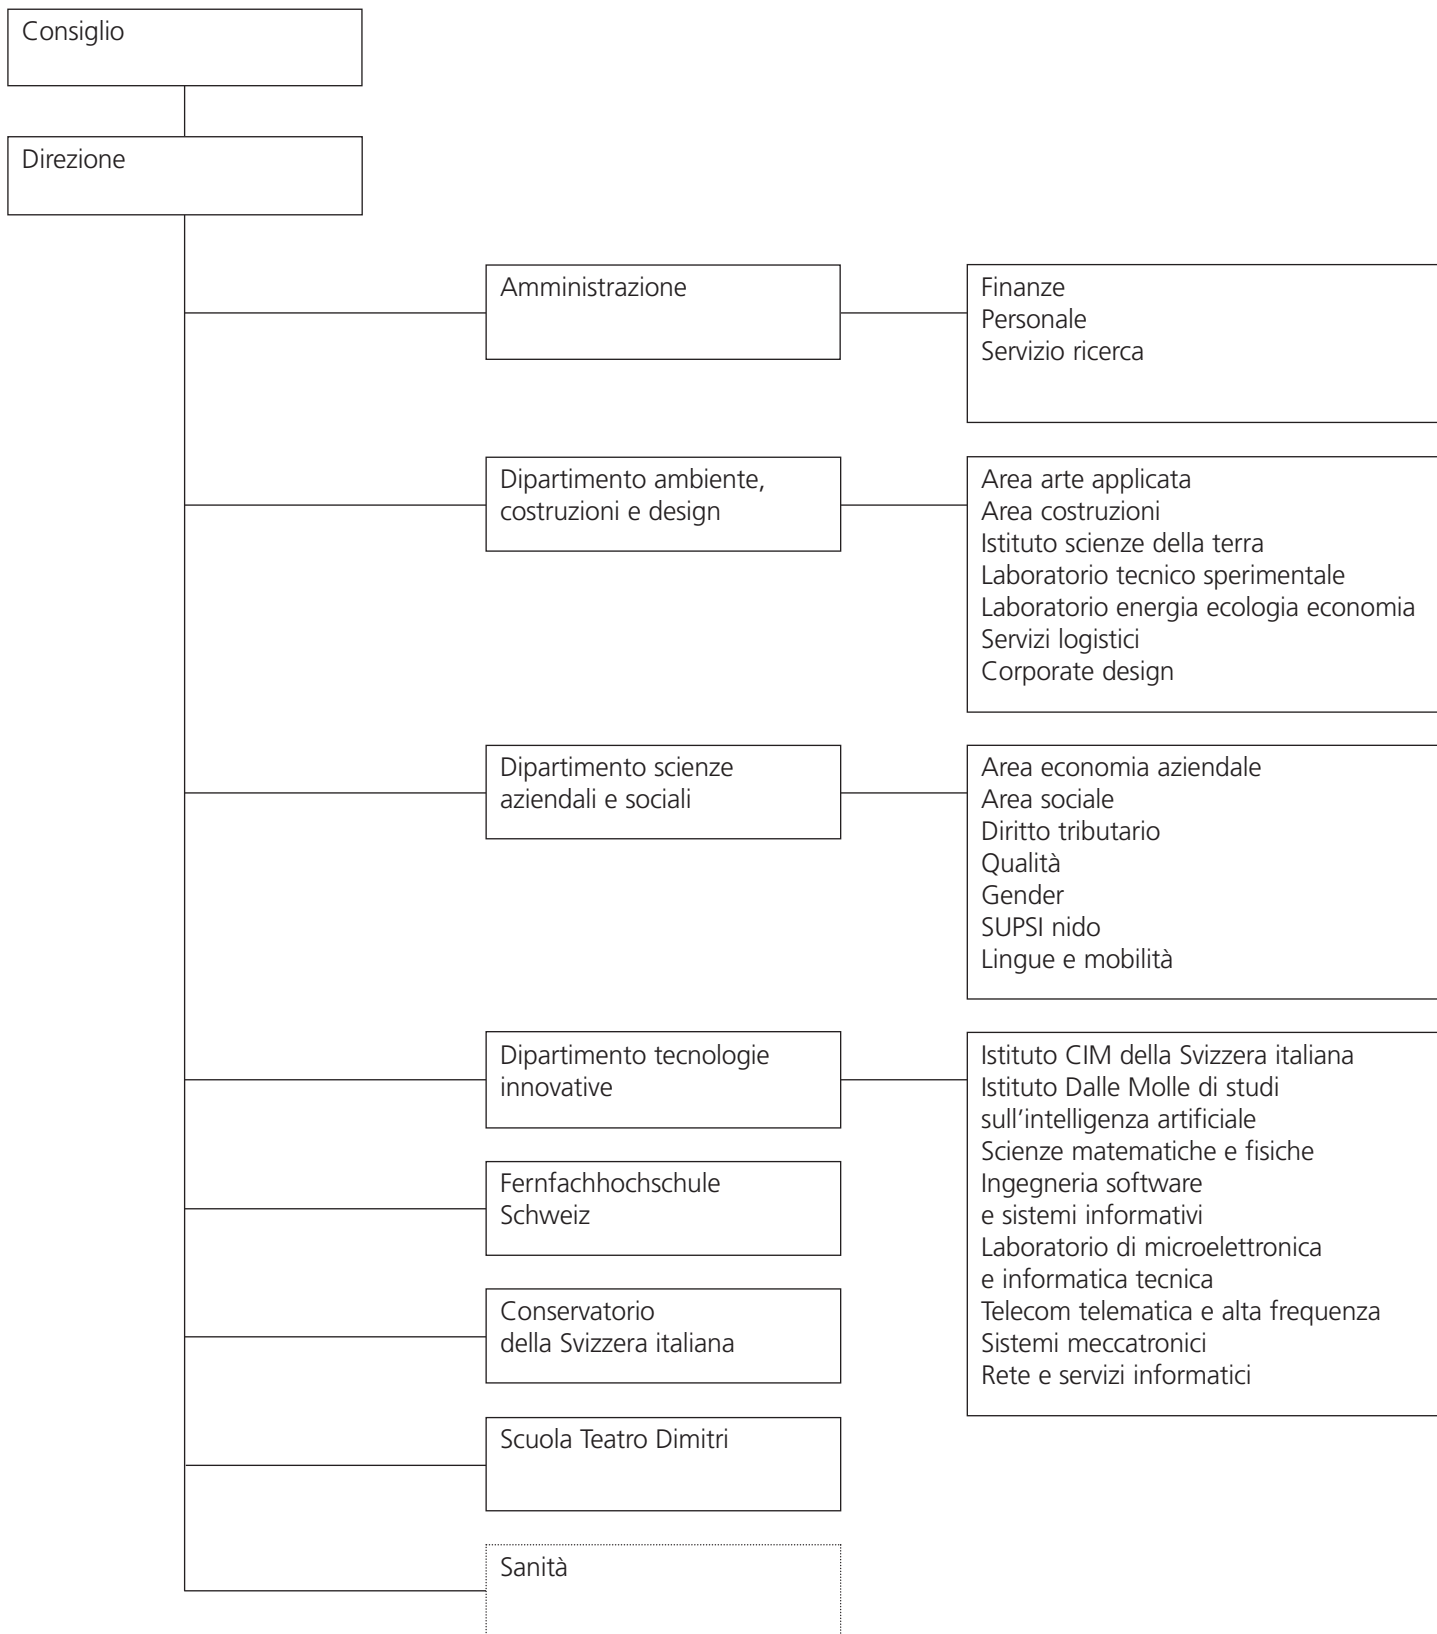 Consiglio
Direzione
Amministrazione
Finanze
Personale
Servizio ricerca
Dipartimento ambiente,
costruzioni e design
Area arte applicata
Area costruzioni
Istituto scienze della terra
Laboratorio tecnico sperimentale
Laboratorio energia ecologia economia
Servizi logistici
Corporate design
Dipartimento scienze
aziendali e sociali
Area economia aziendale
Area sociale
Diritto tributario
Qualità
Gender
SUPSI nido
Lingue e mobilità
Dipartimento tecnologie
innovative
Istituto CIM della Svizzera italiana
Istituto Dalle Molle di studi
sull’intelligenza artificiale
Scienze matematiche e fisiche
Ingegneria software
e sistemi informativi
Laboratorio di microelettronica
e informatica tecnica
Telecom telematica e alta frequenza
Sistemi meccatronici
Rete e servizi informatici
Fernfachhochschule
Schweiz
Conservatorio
della Svizzera italiana
Scuola Teatro Dimitri
Sanità